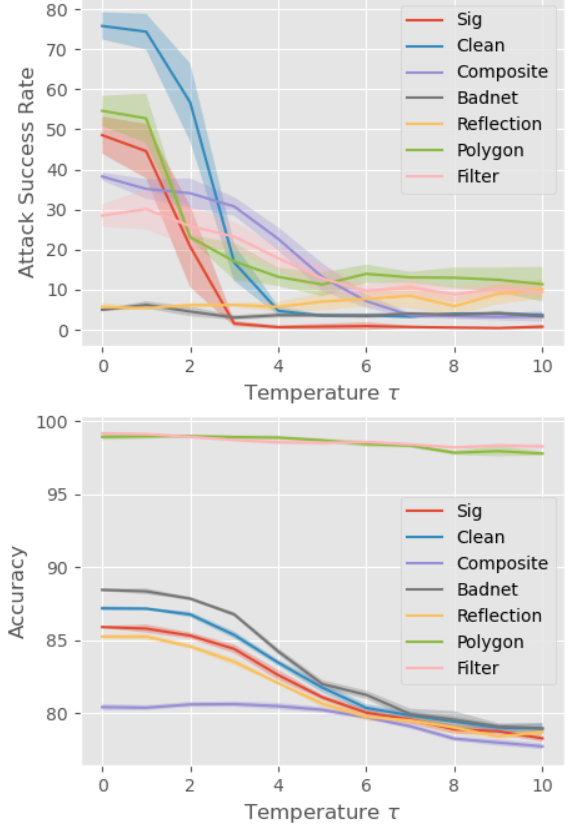 80
70
60
50
40
30
20
10
0
Attack Success Rate
Sig
Clean
Composite
Badnet
Reflection
Polygon
Filter
0 2 4 6 8 10
Temperature τ
100
95
90
85
80
Accuracy
Sig
Clean
Composite
Badnet
Reflection
Polygon
Filter
0 2 4 6 8 10
Temperature τ